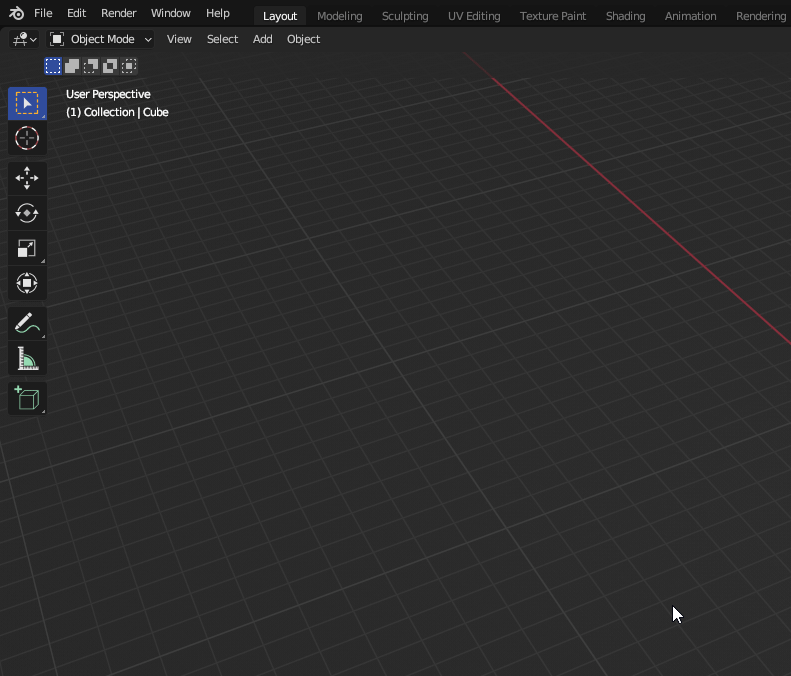 File Edit Render Window Help Layout Modeling Sculpting UV Editing Texture Paint Shading Animation Rendering
Object Mode View Select Add Object
User Perspective
(1) Collection | Cube